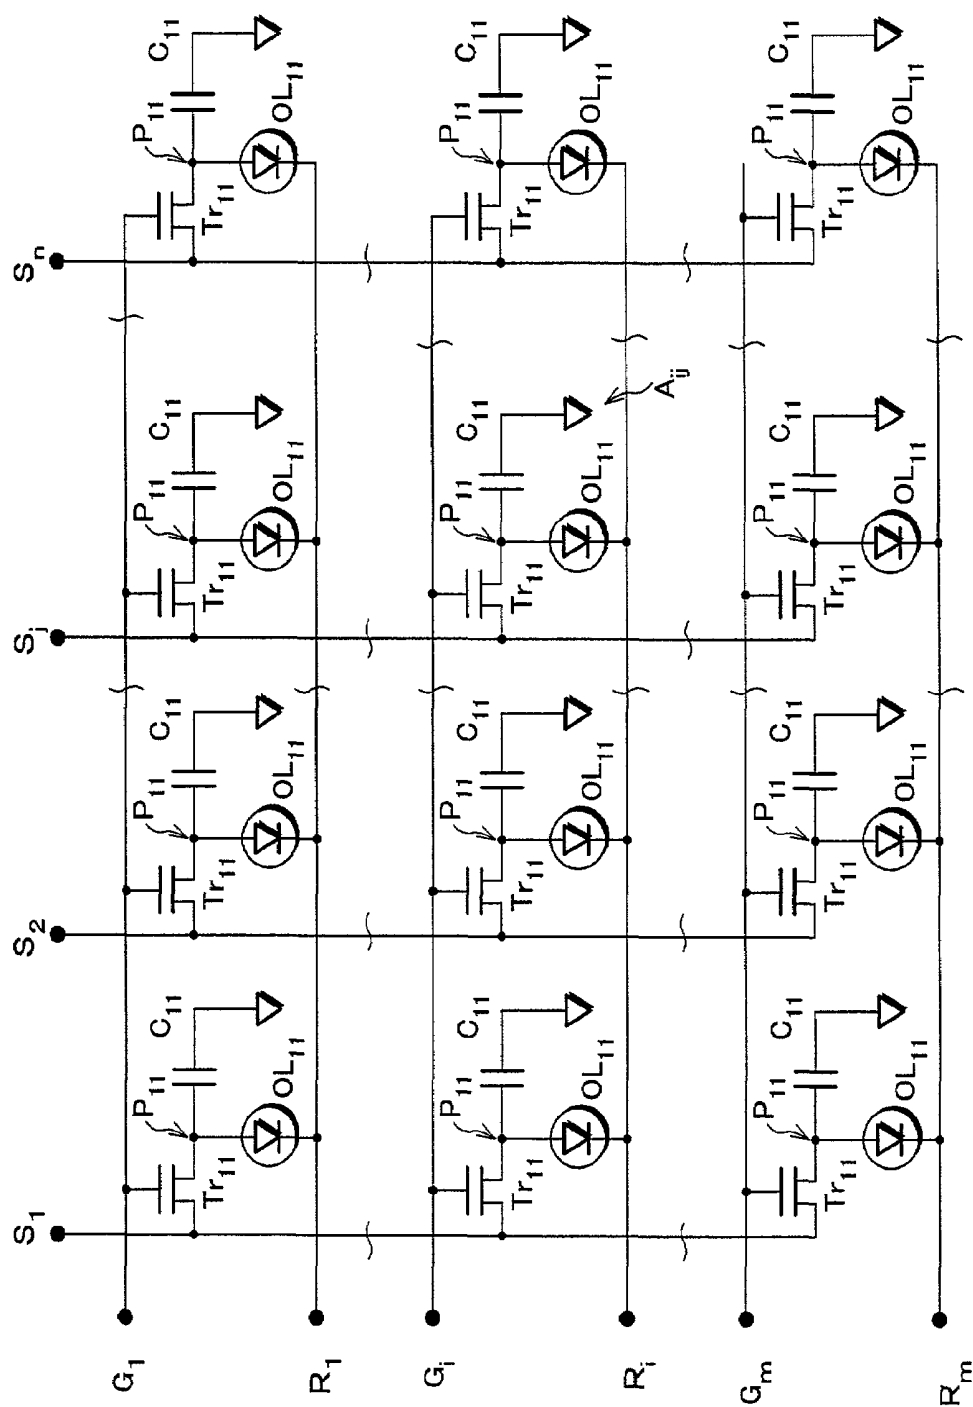 S₁ S₂ Sⱼ Sₙ
G₁
P₁₁ C₁₁ P₁₁ C₁₁ P₁₁ C₁₁ P₁₁ C₁₁
Tr₁₁ OL₁₁ Tr₁₁ OL₁₁ Tr₁₁ OL₁₁ Tr₁₁ OL₁₁
R₁
Gᵢ
P₁₁ C₁₁ P₁₁ C₁₁ P₁₁ C₁₁ P₁₁ C₁₁
Tr₁₁ OL₁₁ Tr₁₁ OL₁₁ Tr₁₁ OL₁₁ Tr₁₁ OL₁₁
Rᵢ
Aᵢⱼ
Gₘ
P₁₁ C₁₁ P₁₁ C₁₁ P₁₁ C₁₁ P₁₁ C₁₁
Tr₁₁ OL₁₁ Tr₁₁ OL₁₁ Tr₁₁ OL₁₁ Tr₁₁ OL₁₁
Rₘ